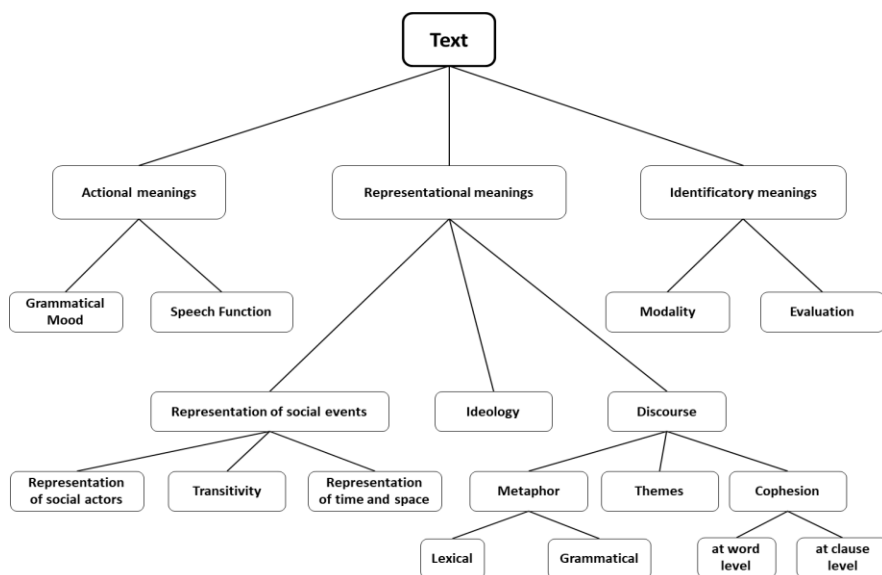 Text
Actional meanings
Representational meanings
Identificatory meanings
Grammatical
Mood
Speech Function
Modality
Evaluation
Representation of social events
Ideology
Discourse
Representation
of social actors
Transitivity
Representation
of time and space
Metaphor
Themes
Cophesion
Lexical
Grammatical
at word
level
at clause
level